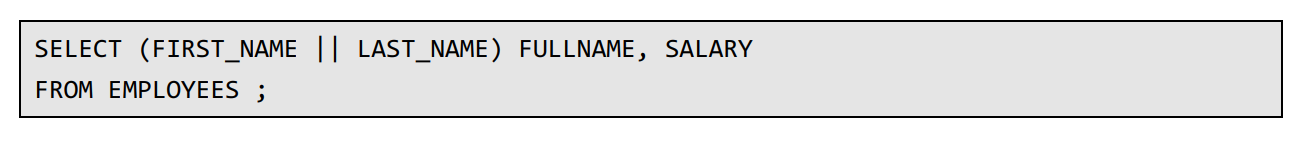 SELECT (FIRST_NAME || LAST_NAME) FULLNAME, SALARY
FROM EMPLOYEES ;